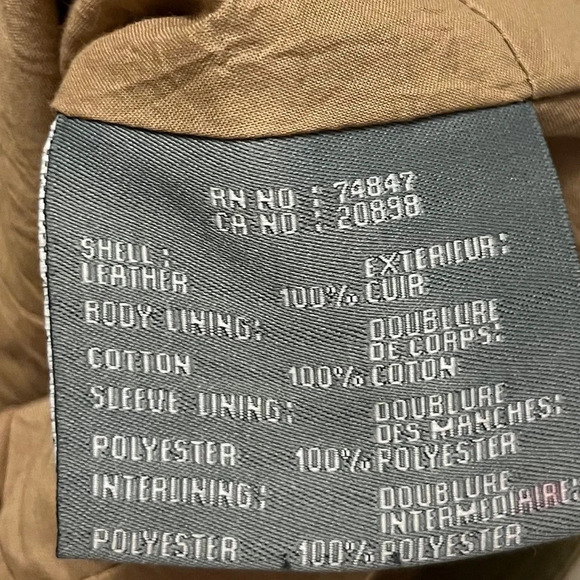 RN NO : 74847
CA NO : 20898
SHELL: EXTERIEUR:
LEATHER 100% CUIR
BODY LINING: DOUBLURE DE CORPS:
COTTON 100% COTON
SLEEVE LINING: DOUBLURE DES MANCHES:
POLYESTER 100% POLYESTER
INTERLINING: DOUBLURE INTERMEDIAIRE:
POLYESTER 100% POLYESTER